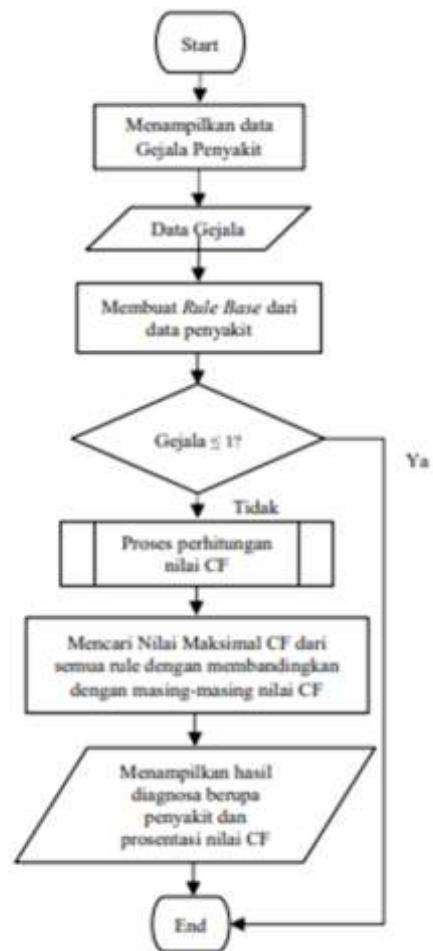 Start
Menampilkan data
Gejala Penyakit
Data Gejala
Membuat Rule Base dari
data penyakit
Gejala ≤ 1?
Ya
Tidak
Proses perhitungan
nilai CF
Mencari Nilai Maksimal CF dari
semua rule dengan membandingkan
dengan masing-masing nilai CF
Menampilkan hasil
diagnosa berupa
penyakit dan
prosentasi nilai CF
End